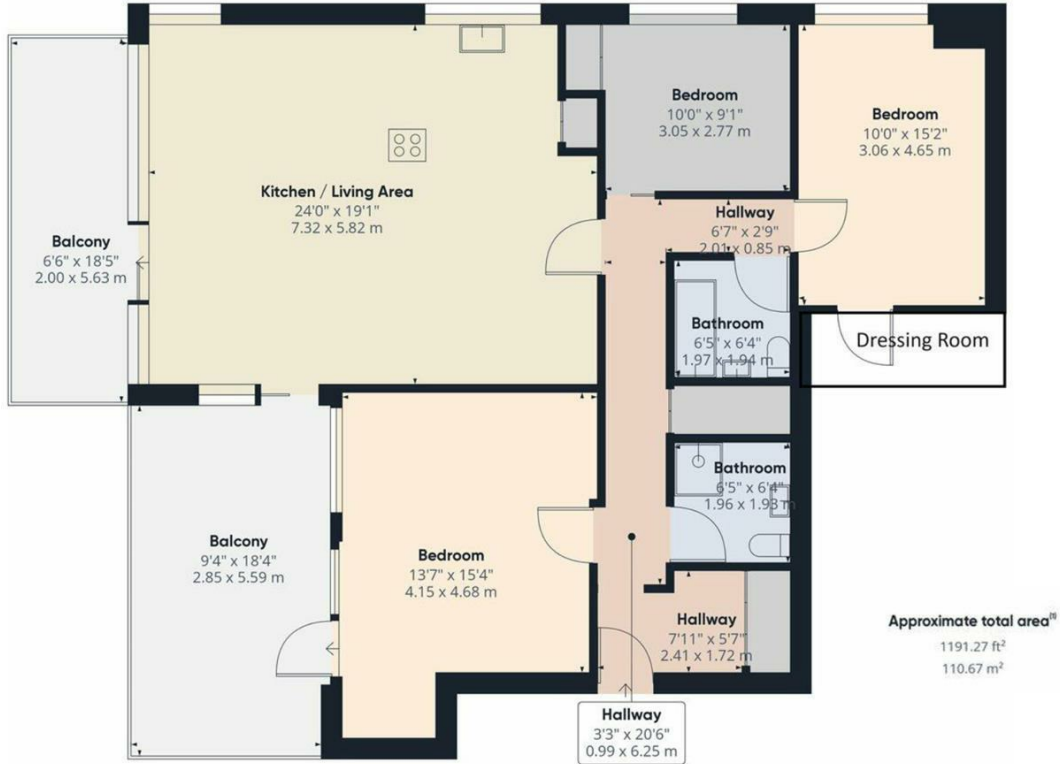 Bedroom
10'0" x 9'1"
3.05 x 2.77 m
Bedroom
10'0" x 15'2"
3.06 x 4.65 m
Kitchen / Living Area
24'0" x 19'1"
7.32 x 5.82 m
Hallway
6'7" x 2'9"
2.01 x 0.85 m
Balcony
6'6" x 18'5"
2.00 x 5.63 m
Bathroom
6'5" x 6'4"
1.97 x 1.94 m
Dressing Room
Bathroom
6'5" x 6'4"
1.96 x 1.93 m
Balcony
9'4" x 18'4"
2.85 x 5.59 m
Bedroom
13'7" x 15'4"
4.15 x 4.68 m
Hallway
7'11" x 5'7"
2.41 x 1.72 m
Approximate total area⁽¹⁾
1191.27 ft²
110.67 m²
Hallway
3'3" x 20'6"
0.99 x 6.25 m